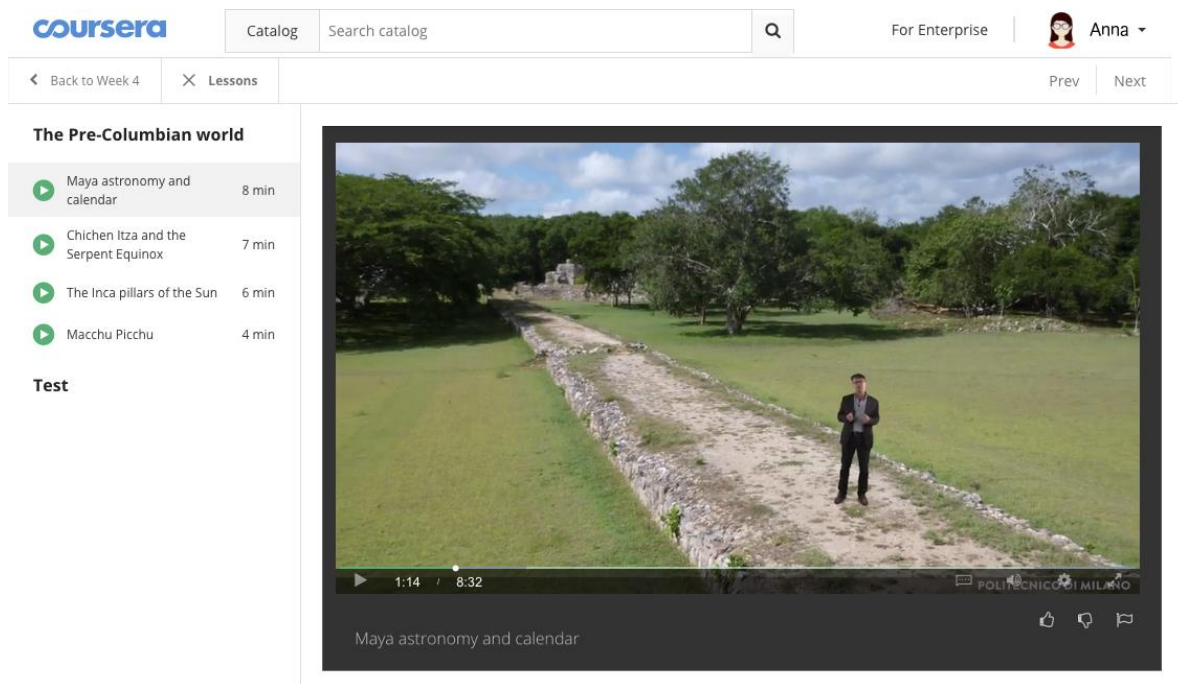 coursera
Catalog
Search catalog
For Enterprise
Anna
Back to Week 4
Lessons
Prev
Next
The Pre-Columbian world
Maya astronomy and
calendar
8 min
Chichen Itza and the
Serpent Equinox
7 min
The Inca pillars of the Sun
6 min
Macchu Picchu
4 min
Test
1:14 / 8:32
POLITECNICO DI MILANO
Maya astronomy and calendar